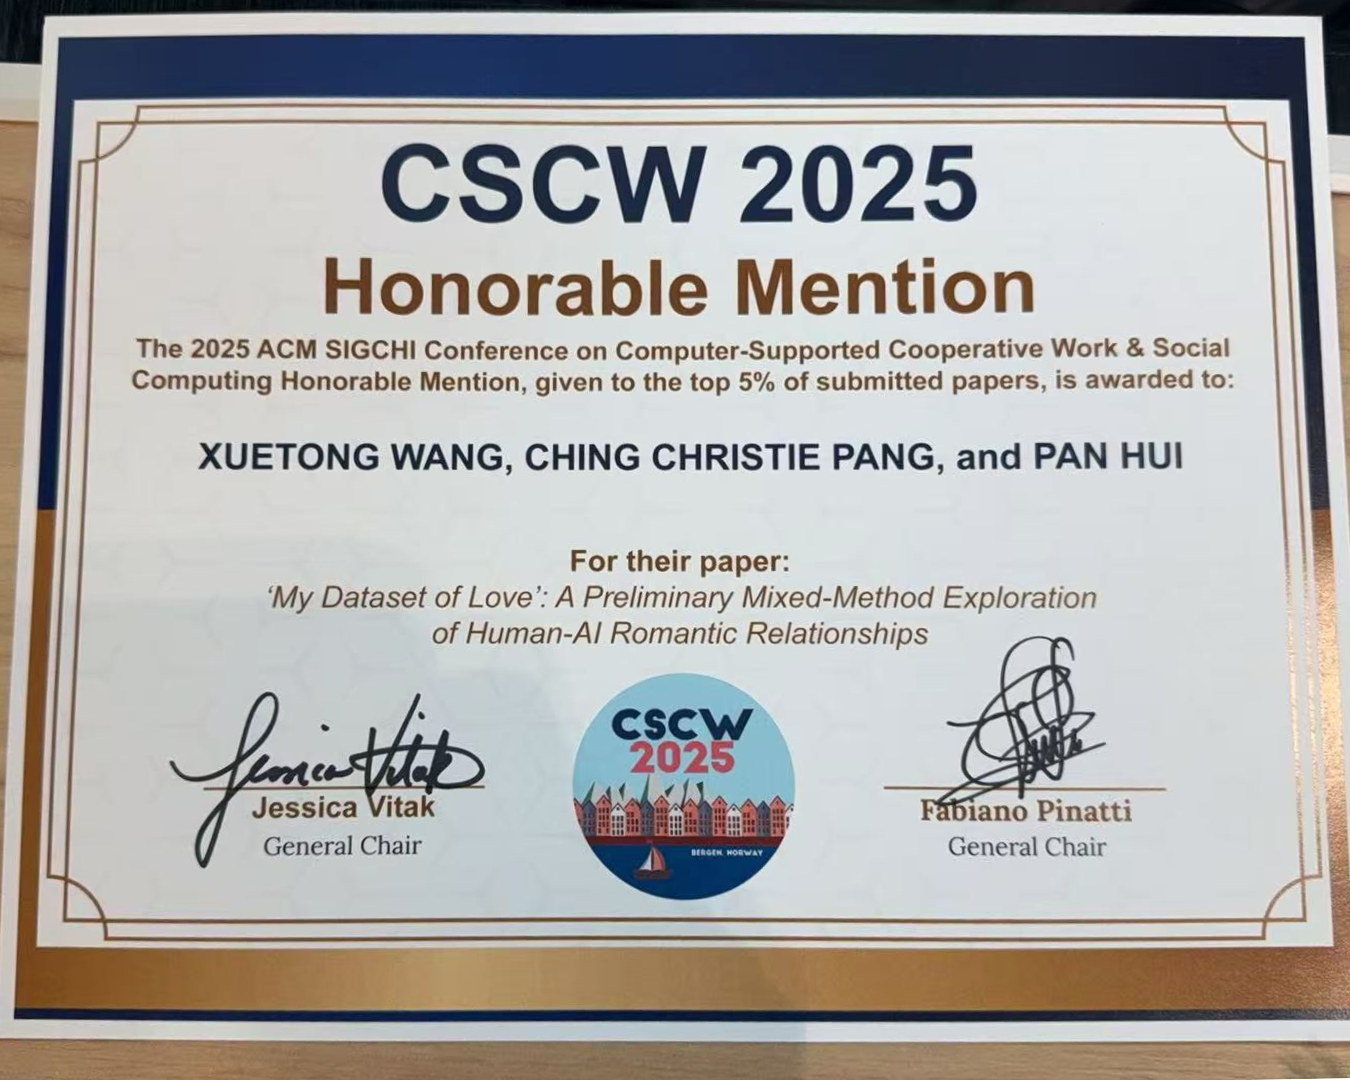 CSCW 2025
Honorable Mention
The 2025 ACM SIGCHI Conference on Computer-Supported Cooperative Work & Social
Computing Honorable Mention, given to the top 5% of submitted papers, is awarded to:
XUETONG WANG, CHING CHRISTIE PANG, and PAN HUI
For their paper:
‘My Dataset of Love’: A Preliminary Mixed-Method Exploration
of Human-AI Romantic Relationships
Jessica Vitak
Jessica Vitak
General Chair
CSCW
2025
BERGEN, NORWAY
Fabiano Pinatti
General Chair